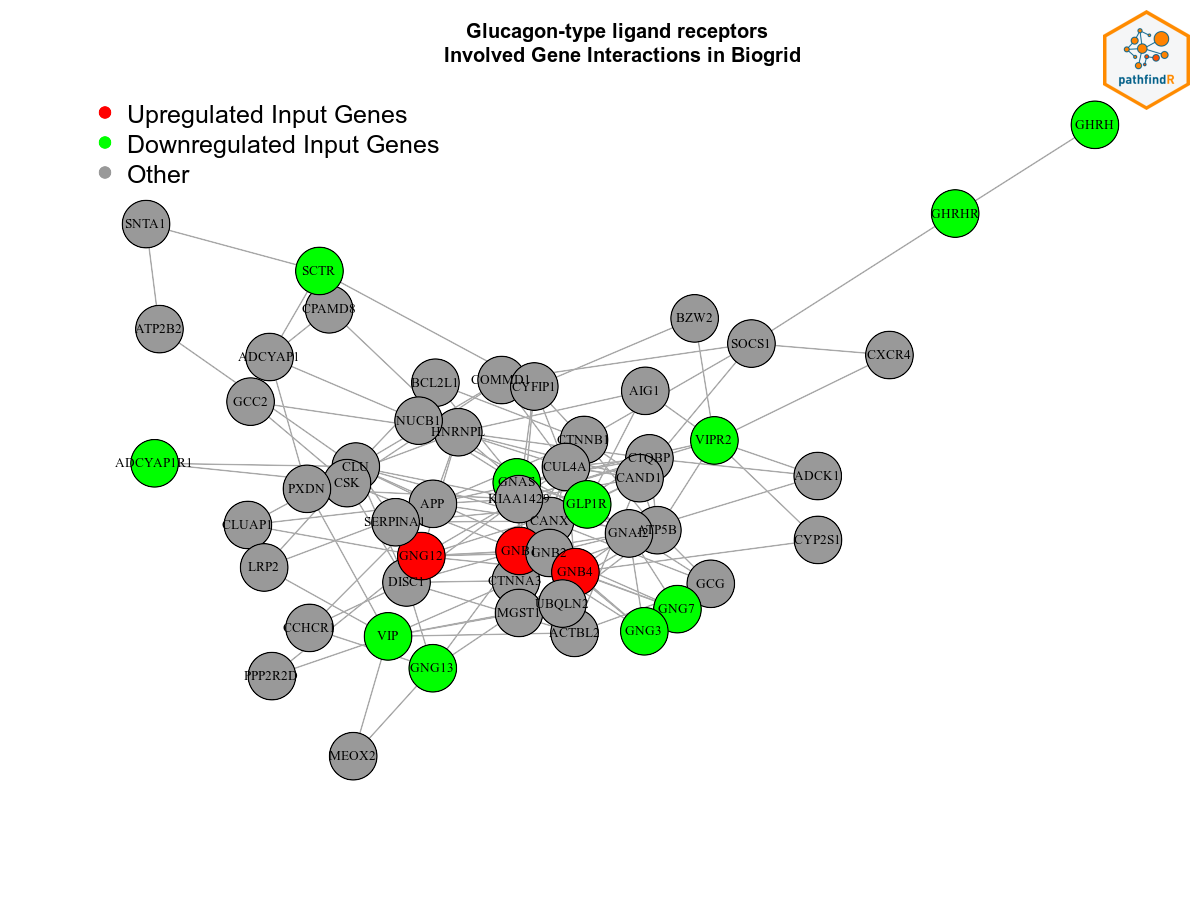 Glucagon-type ligand receptors
Involved Gene Interactions in Biogrid
pathfindR
Upregulated Input Genes
Downregulated Input Genes
Other
GHRH
GHRHR
SNTA1
SCTR
CPAMD8
BZW2
ATP2B2
SOCS1
ADCYAP1
CXCR4
BCL2L1
COMMD1
CYFIP1
AIG1
GCC2
NUCB1
HNRNPL
CTNNB1
VIPR2
ADCYAP1R1
CLU
CUL4A
C1QBP
CAND1
ADCK1
CSK
GNAS
PXDN
KIAA1429
APP
GLP1R
CLUAP1
SERPINA1
CANX
GNAI2
ATP5B
CYP2S1
GNG12
GNB1
GNB2
LRP2
GNB4
DISC1
CTNNA3
GCG
UBQLN2
GNG7
MGST1
CCHCR1
VIP
ACTBL2
GNG3
PPP2R2D
GNG13
MEOX2